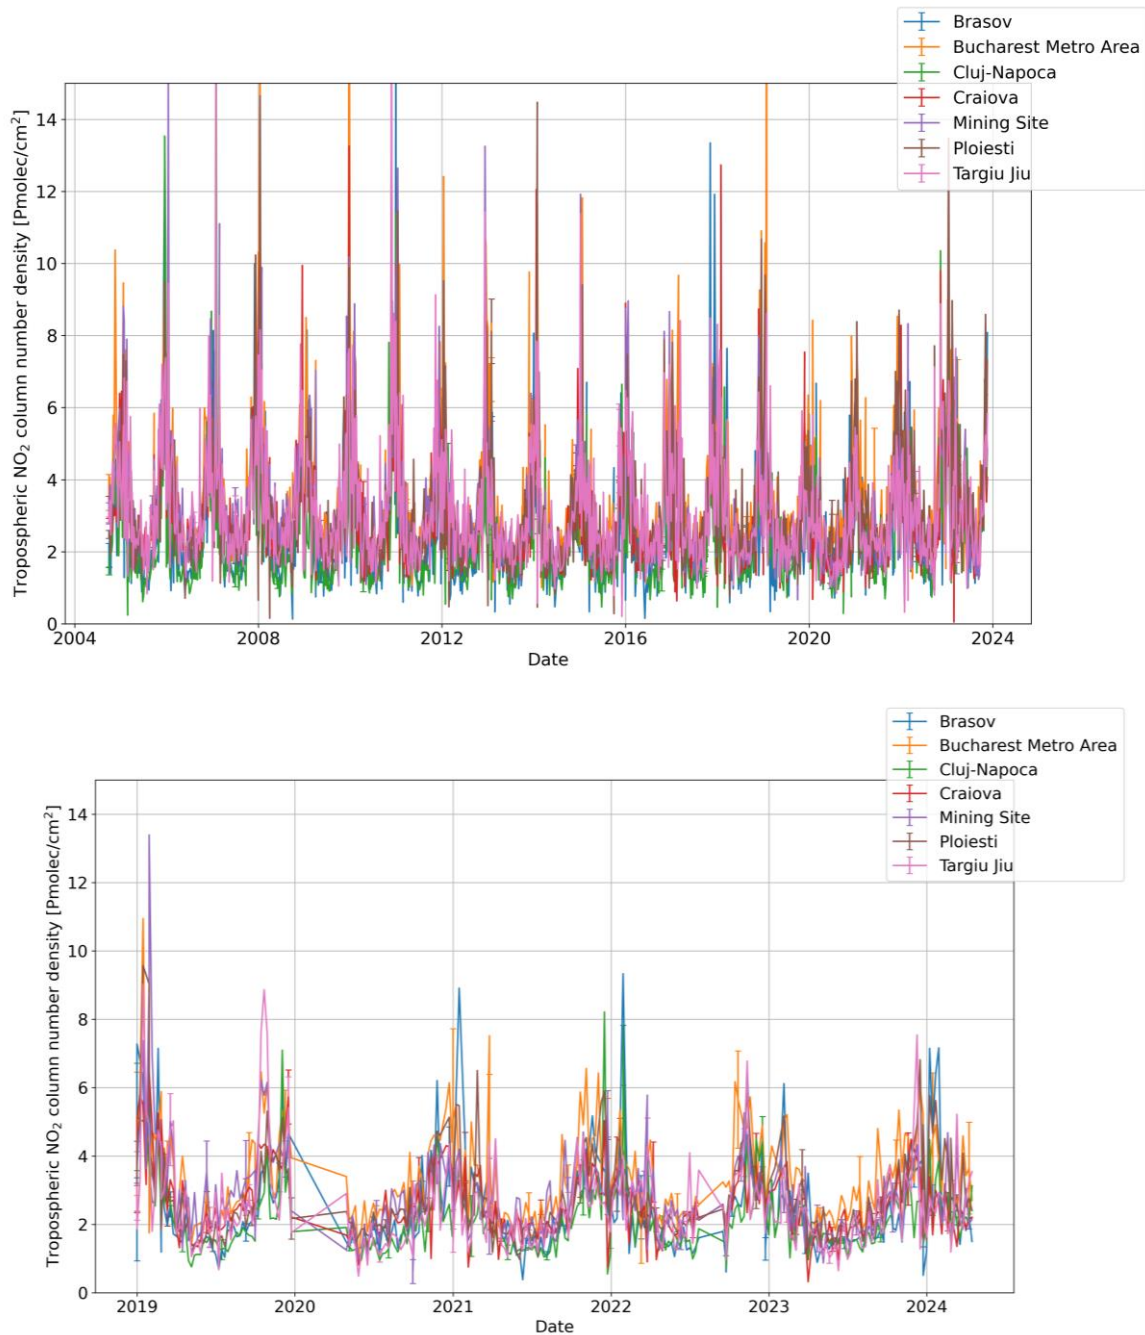 Brasov
Bucharest Metro Area
Cluj-Napoca
Craiova
Mining Site
Ploiesti
Targiu Jiu
Tropospheric NO₂ column number density [Pmolec/cm²]
14
12
10
8
6
4
2
0
2004 2008 2012 2016 2020 2024
Date
Brasov
Bucharest Metro Area
Cluj-Napoca
Craiova
Mining Site
Ploiesti
Targiu Jiu
Tropospheric NO₂ column number density [Pmolec/cm²]
14
12
10
8
6
4
2
0
2019 2020 2021 2022 2023 2024
Date